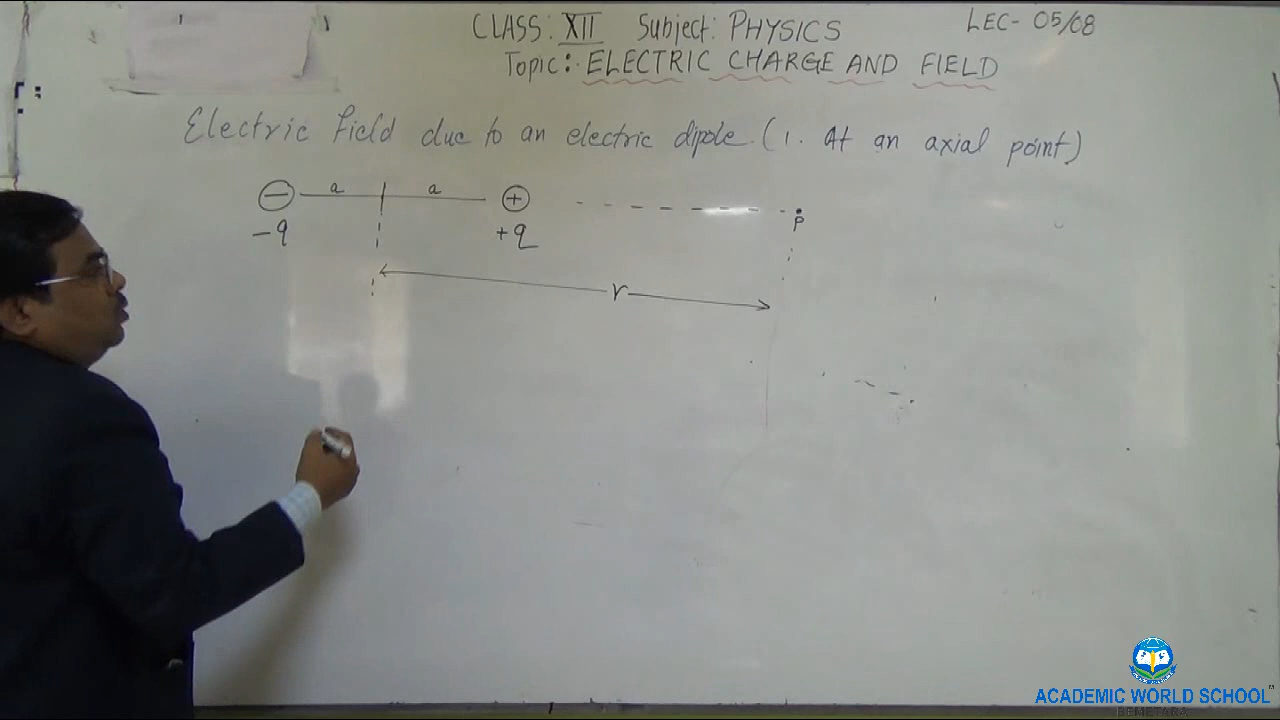 CLASS: XII Subject: PHYSICS LEC- 05/08
Topic: ELECTRIC CHARGE AND FIELD
Electric Field due to an electric dipole. (1. At an axial point)
− a a + P
−q +q
r
ACADEMIC WORLD SCHOOL
BEMETARA